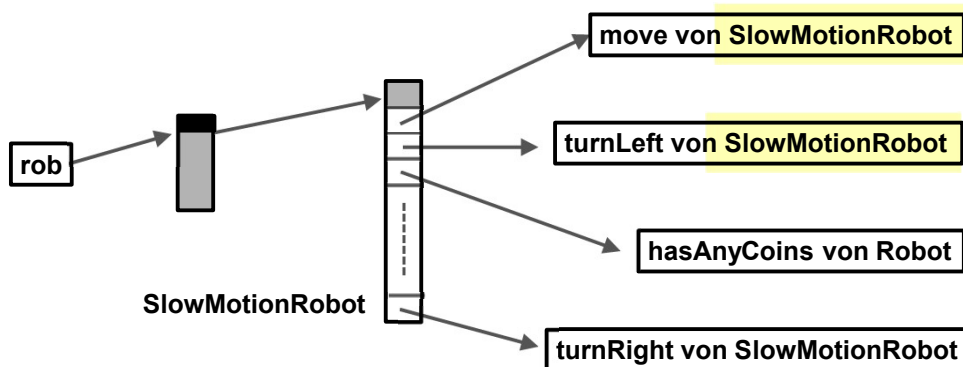 move von SlowMotionRobot
rob
turnLeft von SlowMotionRobot
hasAnyCoins von Robot
SlowMotionRobot
turnRight von SlowMotionRobot